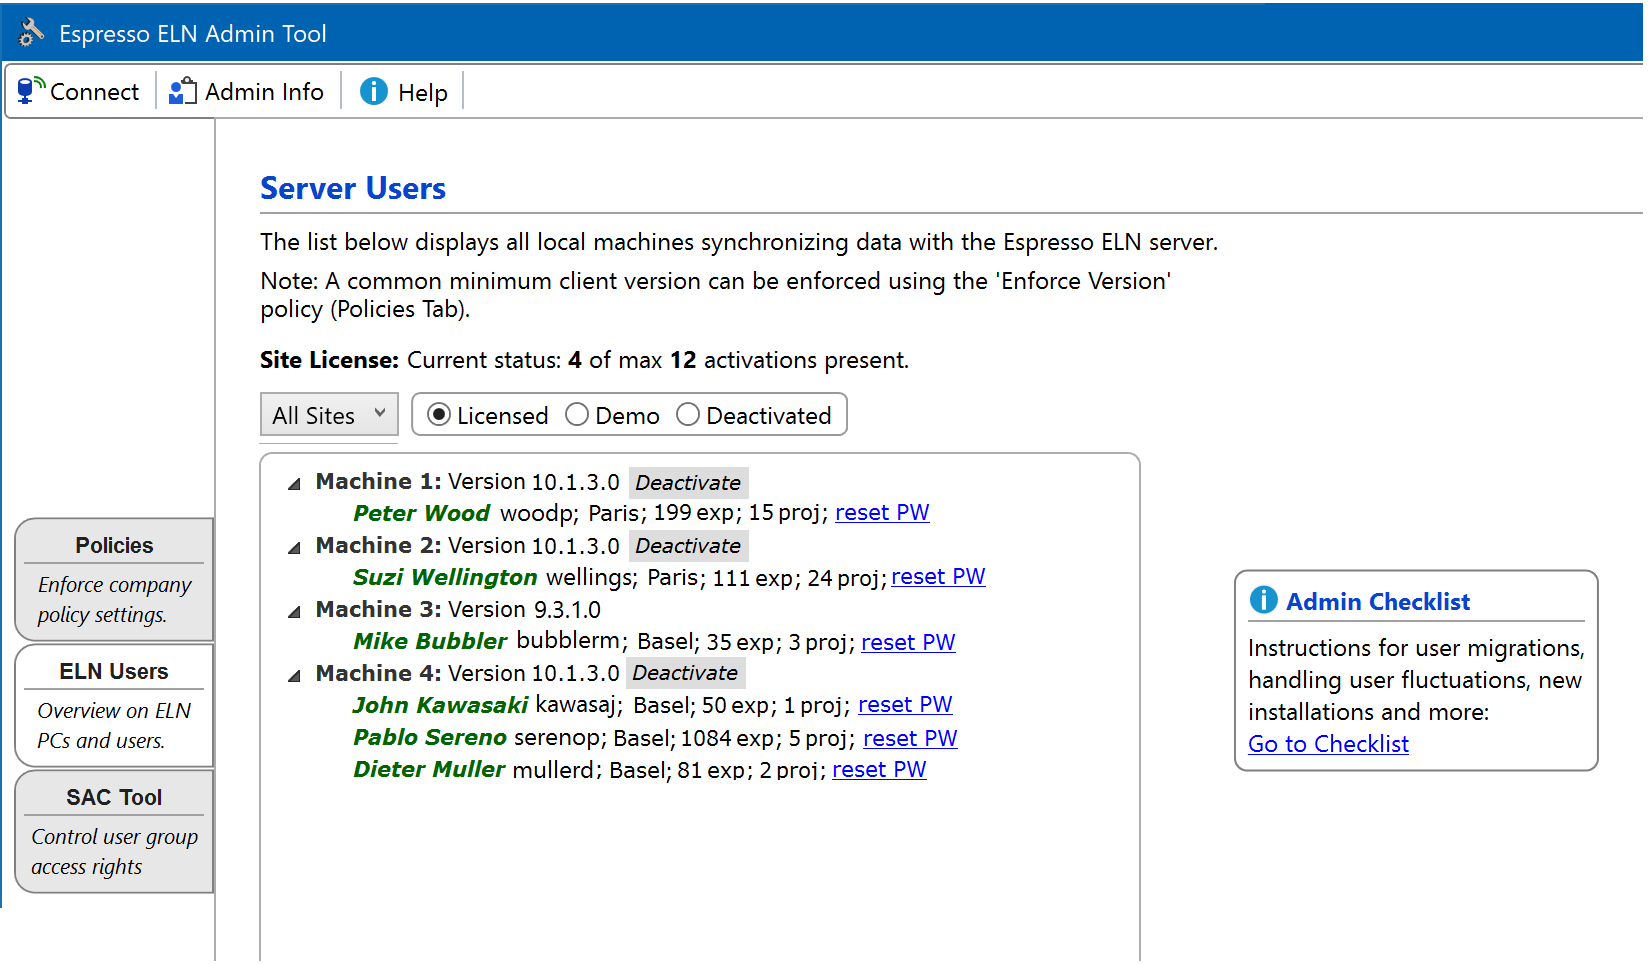 Espresso ELN Admin Tool
Connect Admin Info Help
Server Users
The list below displays all local machines synchronizing data with the Espresso ELN server.
Note: A common minimum client version can be enforced using the 'Enforce Version'
policy (Policies Tab).
Site License: Current status: 4 of max 12 activations present.
All Sites Licensed Demo Deactivated
Machine 1: Version 10.1.3.0 Deactivate
Peter Wood woodp; Paris; 199 exp; 15 proj; reset PW
Machine 2: Version 10.1.3.0 Deactivate
Suzi Wellington wellings; Paris; 111 exp; 24 proj; reset PW
Machine 3: Version 9.3.1.0
Mike Bubbler bubblerm; Basel; 35 exp; 3 proj; reset PW
Machine 4: Version 10.1.3.0 Deactivate
John Kawasaki kawasaj; Basel; 50 exp; 1 proj; reset PW
Pablo Sereno serenop; Basel; 1084 exp; 5 proj; reset PW
Dieter Muller mullerd; Basel; 81 exp; 2 proj; reset PW
Policies
Enforce company
policy settings.
ELN Users
Overview on ELN
PCs and users.
SAC Tool
Control user group
access rights
Admin Checklist
Instructions for user migrations,
handling user fluctuations, new
installations and more:
Go to Checklist